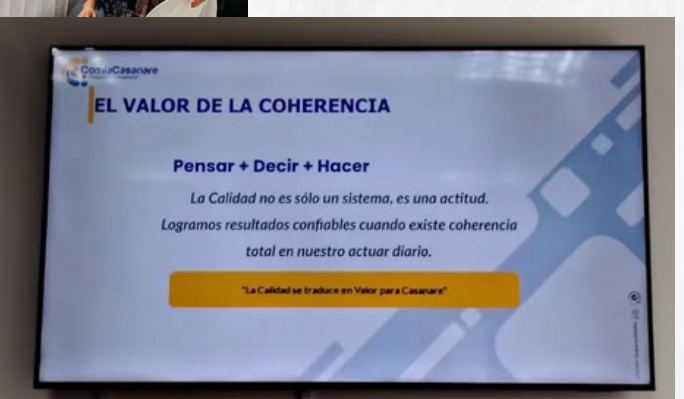 EL VALOR DE LA COHERENCIA
Pensar + Decir + Hacer
La Calidad no es sólo un sistema, es una actitud.
Logramos resultados confiables cuando existe coherencia
total en nuestro actuar diario.
"La Calidad se traduce en Valor para Casanare"